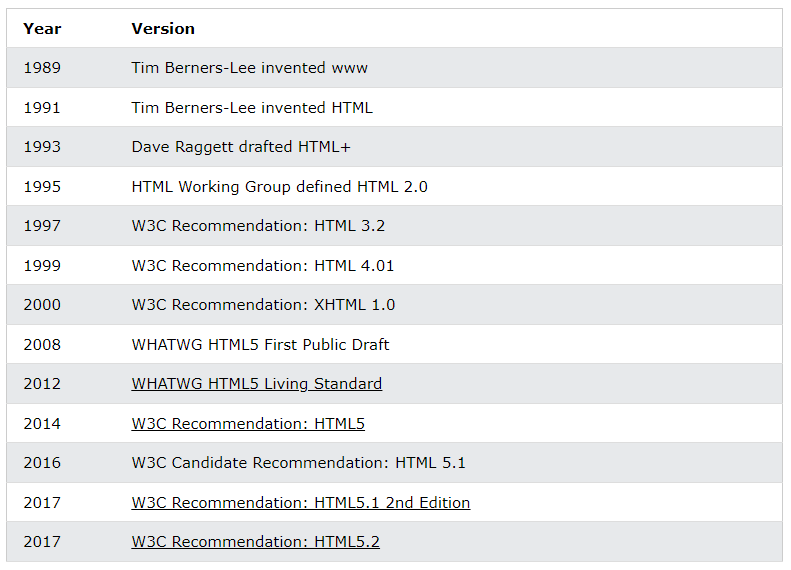 Year Version
1989 Tim Berners-Lee invented www
1991 Tim Berners-Lee invented HTML
1993 Dave Raggett drafted HTML+
1995 HTML Working Group defined HTML 2.0
1997 W3C Recommendation: HTML 3.2
1999 W3C Recommendation: HTML 4.01
2000 W3C Recommendation: XHTML 1.0
2008 WHATWG HTML5 First Public Draft
2012 WHATWG HTML5 Living Standard
2014 W3C Recommendation: HTML5
2016 W3C Candidate Recommendation: HTML 5.1
2017 W3C Recommendation: HTML5.1 2nd Edition
2017 W3C Recommendation: HTML5.2